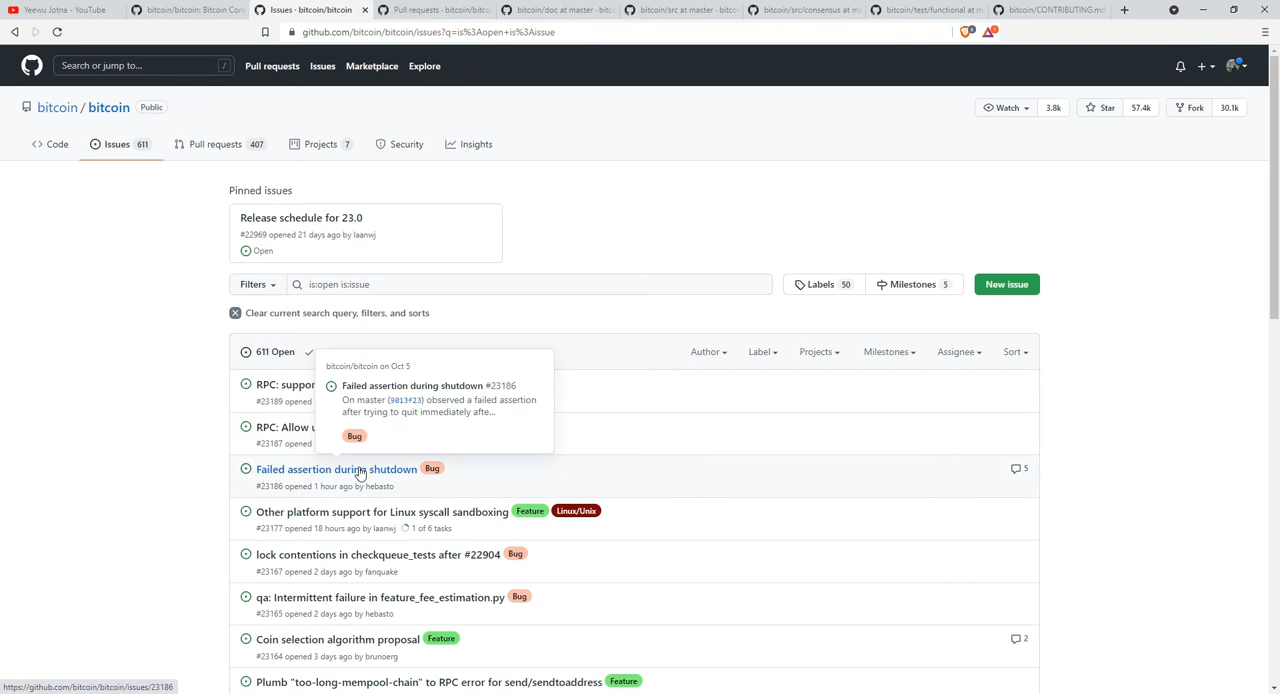 Yeewu Jotna - YouTube
bitcoin/bitcoin: Bitcoin Cor
Issues · bitcoin/bitcoin
Pull requests · bitcoin/bitco
bitcoin/doc at master · bitc
bitcoin/src at master · bitco
bitcoin/src/consensus at m
bitcoin/test/functional at m
bitcoin/CONTRIBUTING.md
github.com/bitcoin/bitcoin/issues?q=is%3Aopen+is%3Aissue
Search or jump to... /
Pull requests Issues Marketplace Explore
bitcoin / bitcoin Public
Watch 3.8k Star 57.4k Fork 30.1k
<> Code Issues 611 Pull requests 407 Projects 7 Security Insights
Pinned issues
Release schedule for 23.0
#22969 opened 21 days ago by laanwj
Open
Filters is:open is:issue Labels 50 Milestones 5 New issue
Clear current search query, filters, and sorts
611 Open Author Label Projects Milestones Assignee Sort
bitcoin/bitcoin on Oct 5
Failed assertion during shutdown #23186
On master (9013f23) observed a failed assertion
after trying to quit immediately afte...
Bug
RPC: suppor
#23189 opened
RPC: Allow u
#23187 opened
Failed assertion during shutdown Bug 5
#23186 opened 1 hour ago by hebasto
Other platform support for Linux syscall sandboxing Feature Linux/Unix
#23177 opened 18 hours ago by laanwj 1 of 6 tasks
lock contentions in checkqueue_tests after #22904 Bug
#23167 opened 2 days ago by fanquake
qa: Intermittent failure in feature_fee_estimation.py Bug
#23165 opened 2 days ago by hebasto
Coin selection algorithm proposal Feature 2
#23164 opened 3 days ago by brunoerg
Plumb "too-long-mempool-chain" to RPC error for send/sendtoaddress Feature
https://github.com/bitcoin/bitcoin/issues/23186